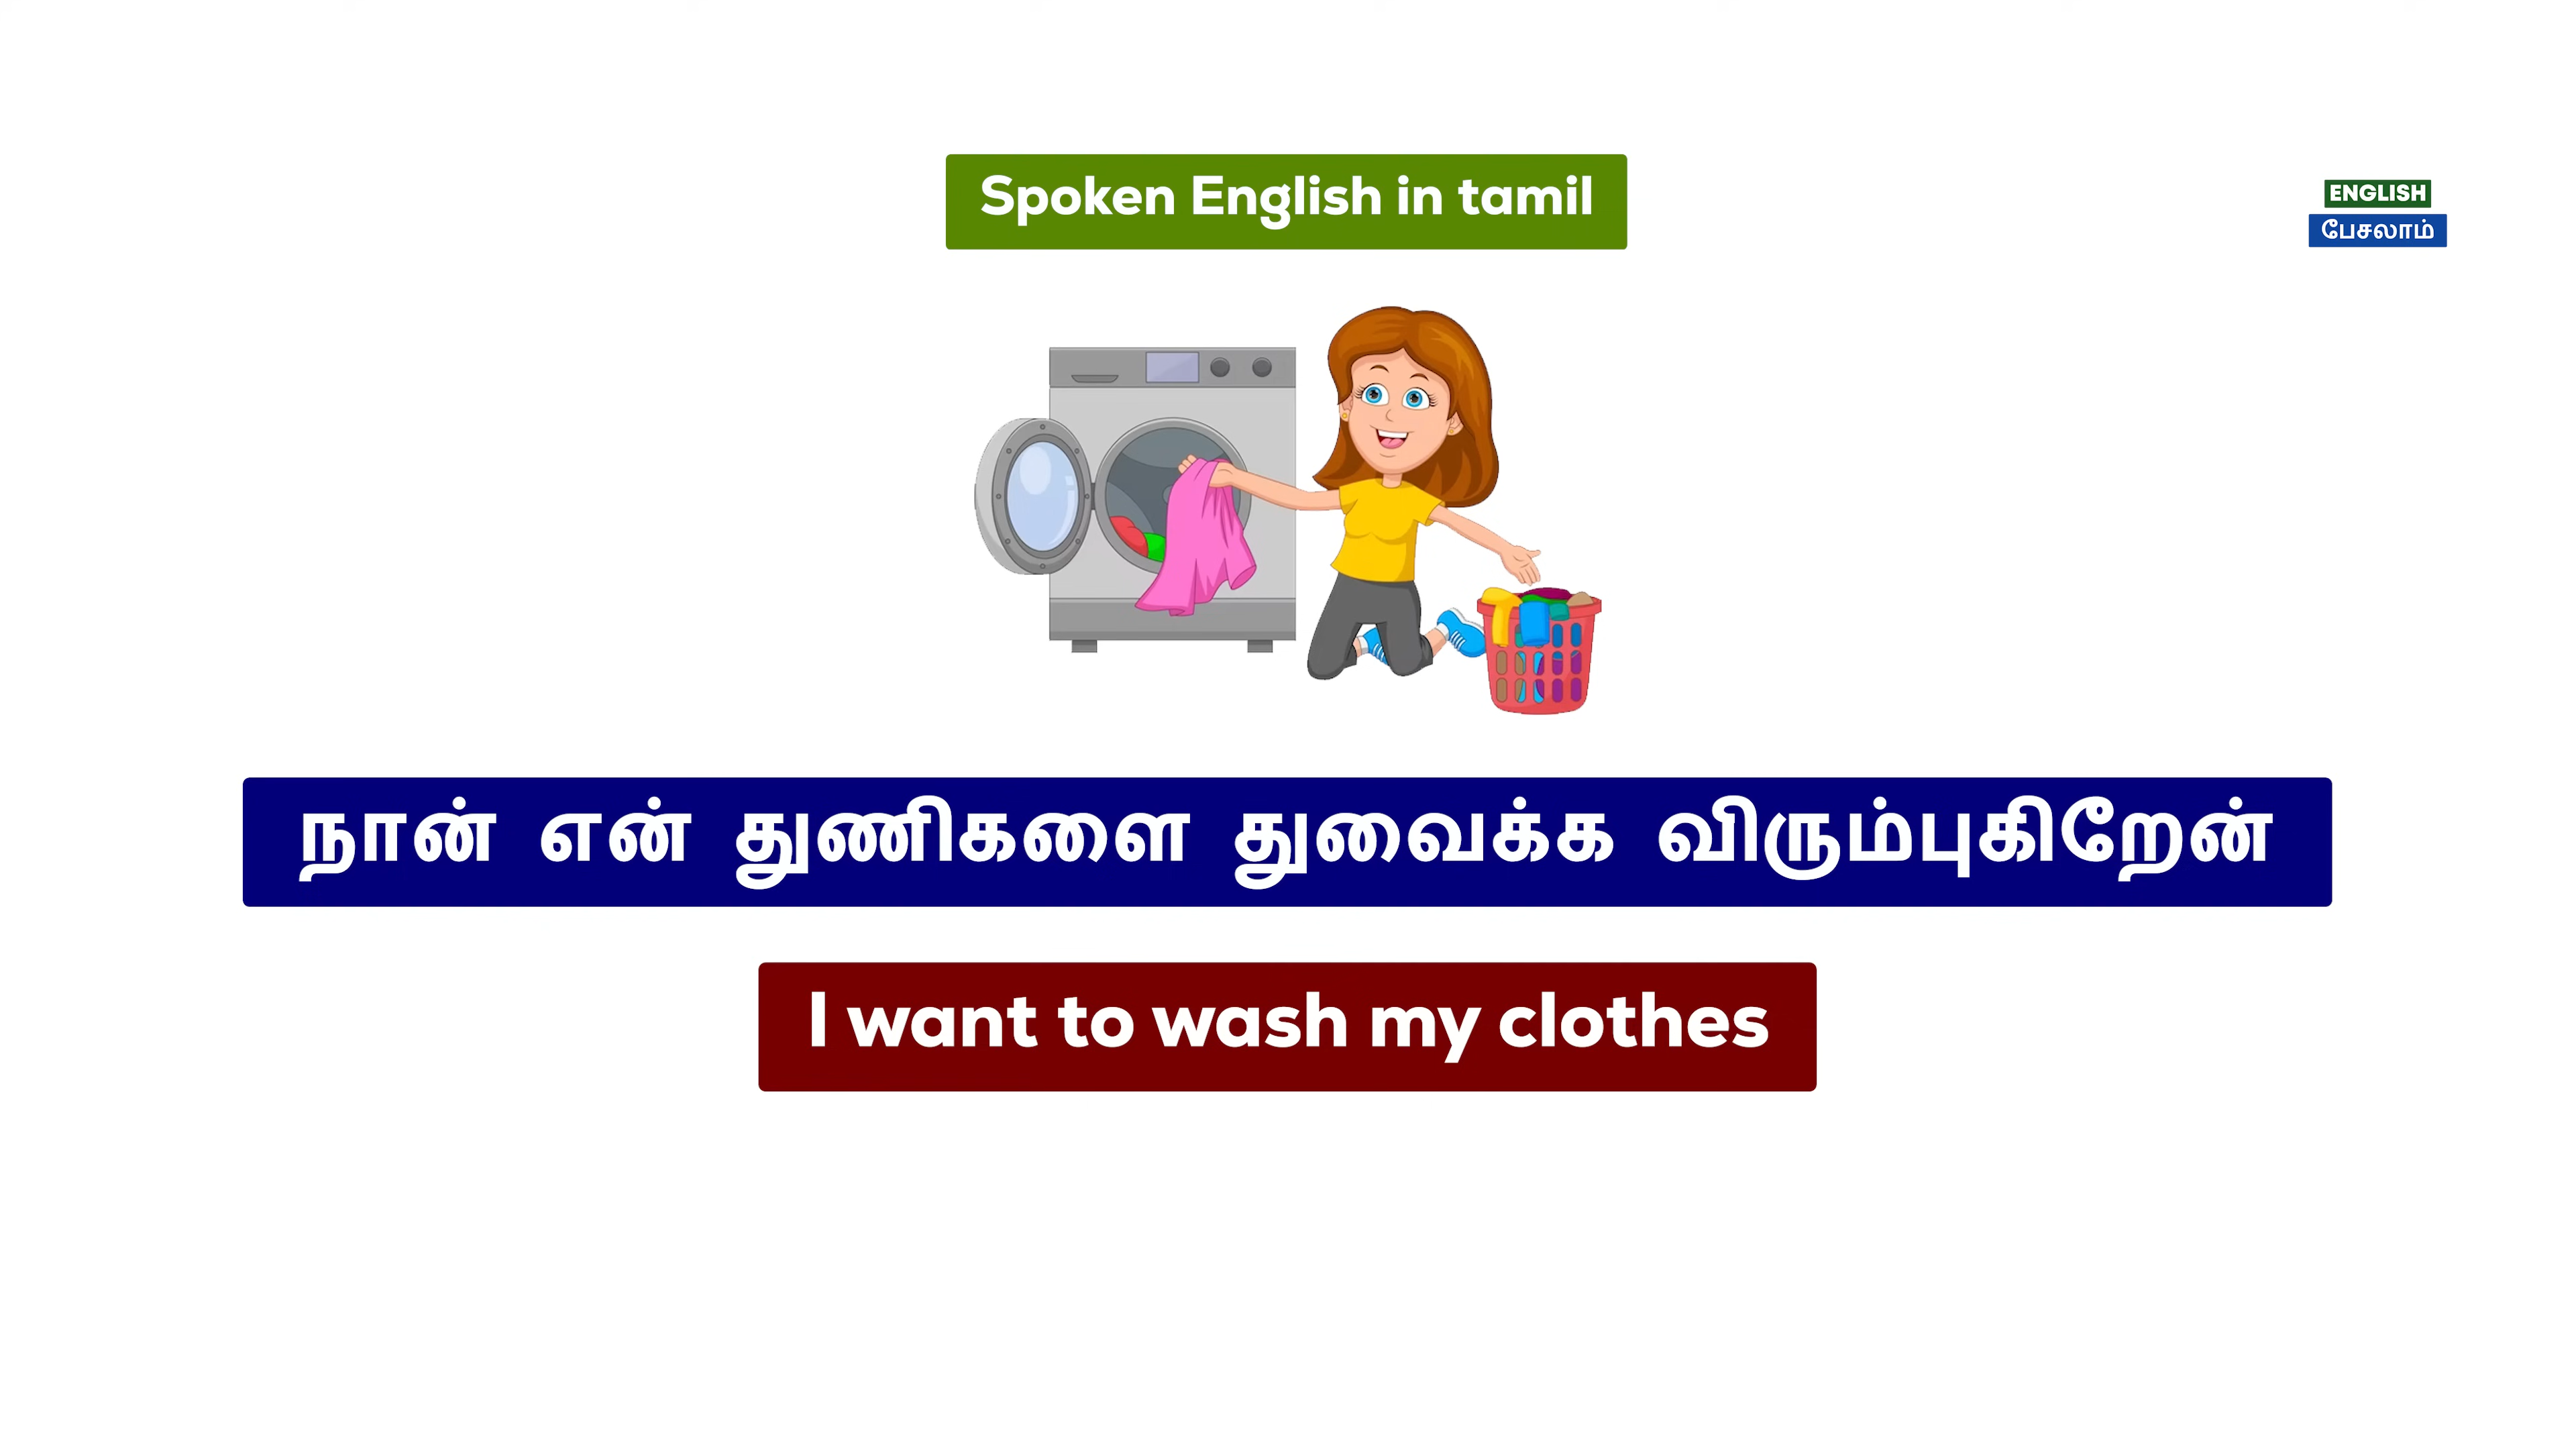 Spoken English in tamil
ENGLISH
பேசலாம்
நான் என் துணிகளை துவைக்க விரும்புகிறேன்
I want to wash my clothes